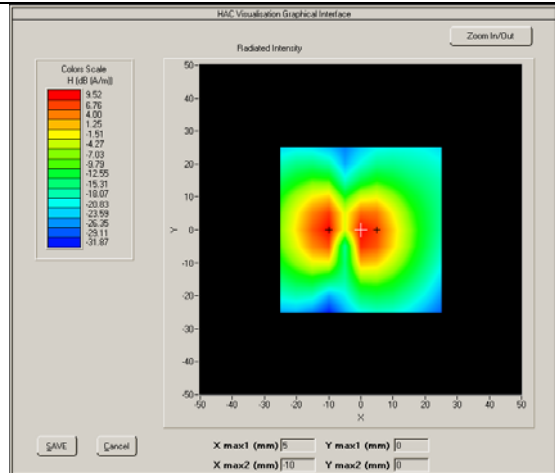 HAC Visualisation Graphical Interface
Zoom In/Out
Radiated Intensity
Colors Scale
H (dB (A/m))
9.52
6.76
4.00
1.25
-1.51
-4.27
-7.03
-9.79
-12.55
-15.31
-18.07
-20.83
-23.59
-26.35
-29.11
-31.87
50-
40-
30-
20-
10-
Y 0-
-10-
-20-
-30-
-40-
-50-
-50 -40 -30 -20 -10 0 10 20 30 40 50
X
SAVE Cancel
X max1 (mm) 5 Y max1 (mm) 0
X max2 (mm) -10 Y max2 (mm) 0